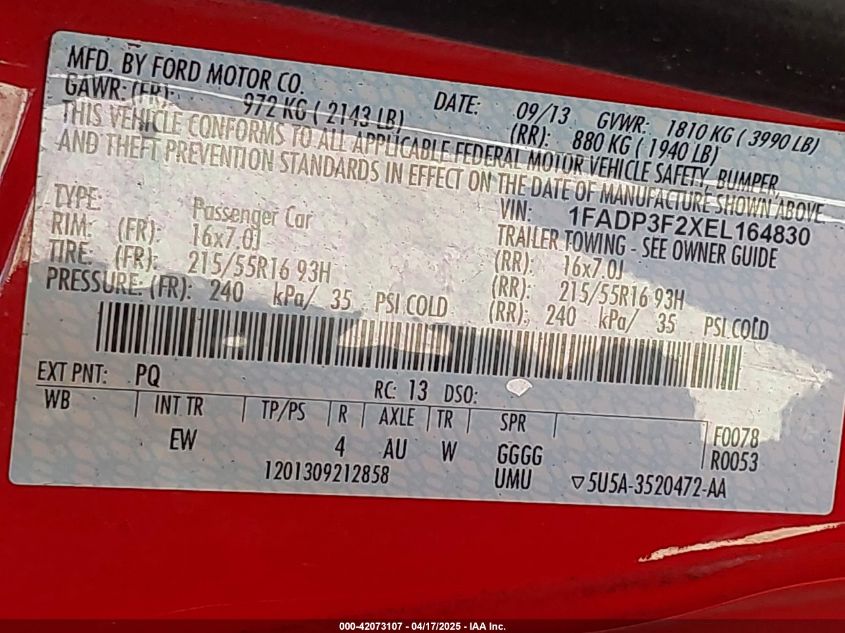 MFD. BY FORD MOTOR CO.
DATE: 09/13 GVWR: 1810 KG ( 3990 LB)
GAWR: (FR): 972 KG ( 2143 LB) (RR): 880 KG ( 1940 LB)
THIS VEHICLE CONFORMS TO ALL APPLICABLE FEDERAL MOTOR VEHICLE SAFETY, BUMPER,
AND THEFT PREVENTION STANDARDS IN EFFECT ON THE DATE OF MANUFACTURE SHOWN ABOVE.
VIN: 1FADP3F2XEL164830
TYPE: Passenger Car TRAILER TOWING - SEE OWNER GUIDE
RIM: (FR): 16x7.0J (RR): 16x7.0J
TIRE: (FR): 215/55R16 93H (RR): 215/55R16 93H
PRESSURE: (FR): 240 kPa/ 35 PSI COLD (RR): 240 kPa/ 35 PSI COLD
EXT PNT: PQ RC: 13 DSO:
WB INT TR TP/PS R AXLE TR SPR F0078
EW 4 AU W GGGG R0053
1201309212858 UMU ▽5U5A-3520472-AA
000-42073107 - 04/17/2025 - IAA Inc.